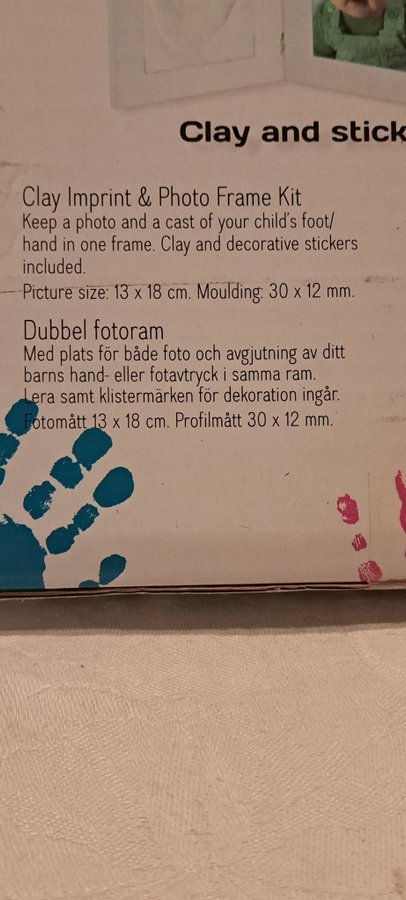 Clay and stick
Clay Imprint & Photo Frame Kit
Keep a photo and a cast of your child's foot/
hand in one frame. Clay and decorative stickers
included.
Picture size: 13 x 18 cm. Moulding: 30 x 12 mm.
Dubbel fotoram
Med plats för både foto och avgjutning av ditt
barns hand- eller fotavtryck i samma ram.
Lera samt klistermärken för dekoration ingår.
Fotomått 13 x 18 cm. Profilmått 30 x 12 mm.